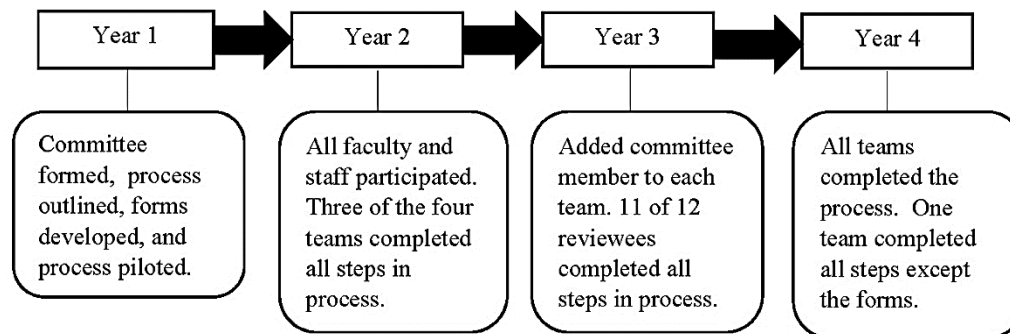 Year 1
Year 2
Year 3
Year 4
Committee
formed,  process
outlined, forms
developed, and
process piloted.
All faculty and
staff participated.
Three of the four
teams completed
all steps in
process.
Added committee
member to each
team. 11 of 12
reviewees
completed all
steps in process.
All teams
completed the
process.  One
team completed
all steps except
the forms.